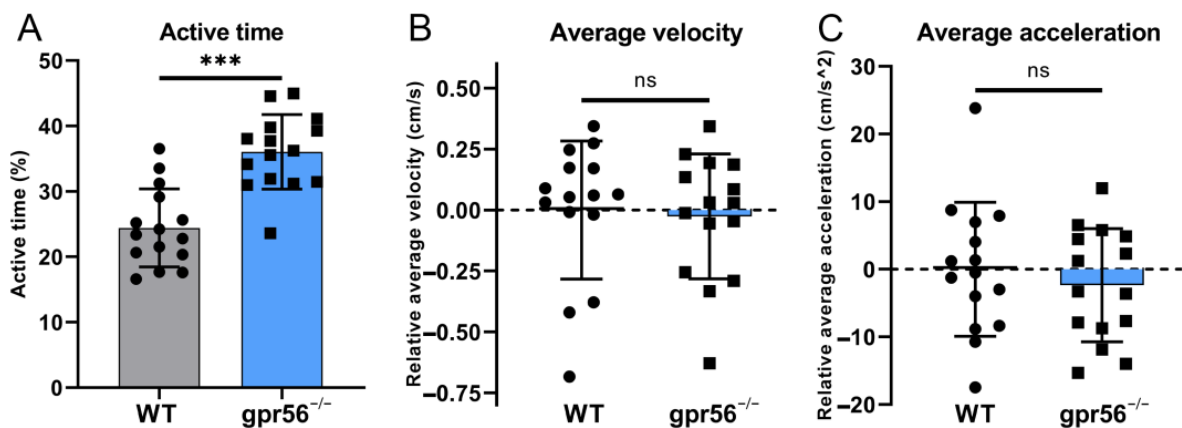 A
Active time
***
Active time (%)
50
40
30
20
10
0
WT
gpr56⁻/⁻
B
Average velocity
ns
Relative average velocity (cm/s)
0.50
0.25
0.00
−0.25
−0.50
−0.75
WT
gpr56⁻/⁻
C
Average acceleration
ns
Relative average acceleration (cm/s^2)
30
20
10
0
−10
−20
WT
gpr56⁻/⁻